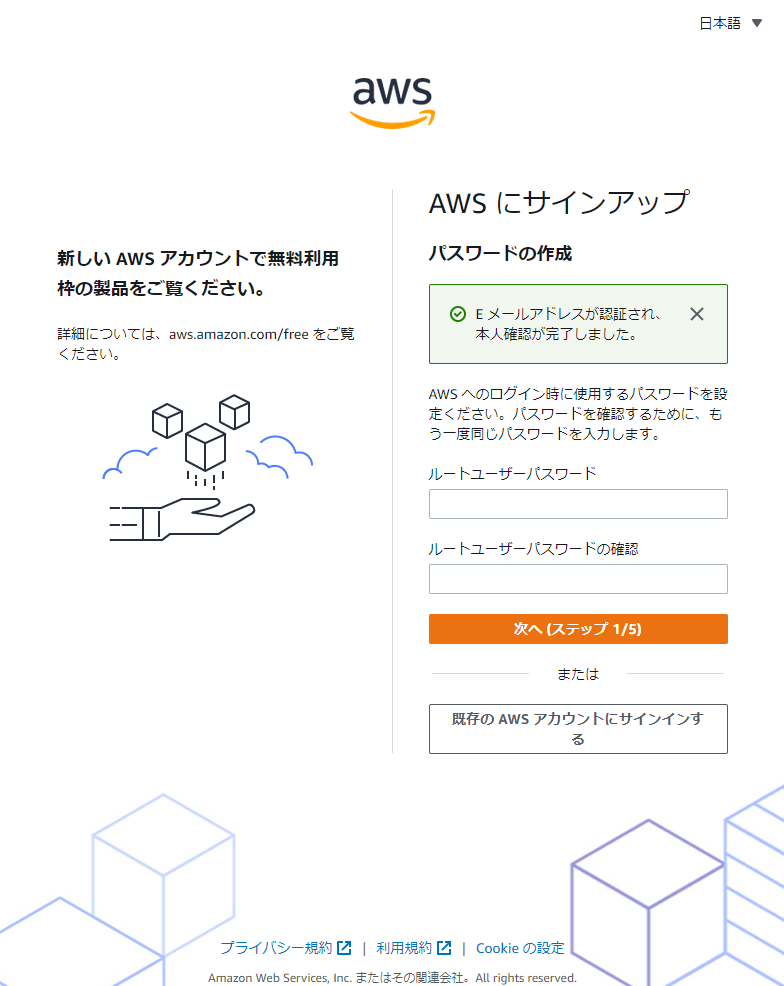 日本語
aws
新しい AWS アカウントで無料利用
枠の製品をご覧ください。
詳細については、aws.amazon.com/free をご覧
ください。
AWS にサインアップ
パスワードの作成
E メールアドレスが認証され、
本人確認が完了しました。
AWS へのログイン時に使用するパスワードを設
定ください。パスワードを確認するために、も
う一度同じパスワードを入力します。
ルートユーザーパスワード
ルートユーザーパスワードの確認
次へ (ステップ 1/5)
または
既存の AWS アカウントにサインインす
る
プライバシー規約 | 利用規約 | Cookie の設定
Amazon Web Services, Inc. またはその関連会社。All rights reserved.